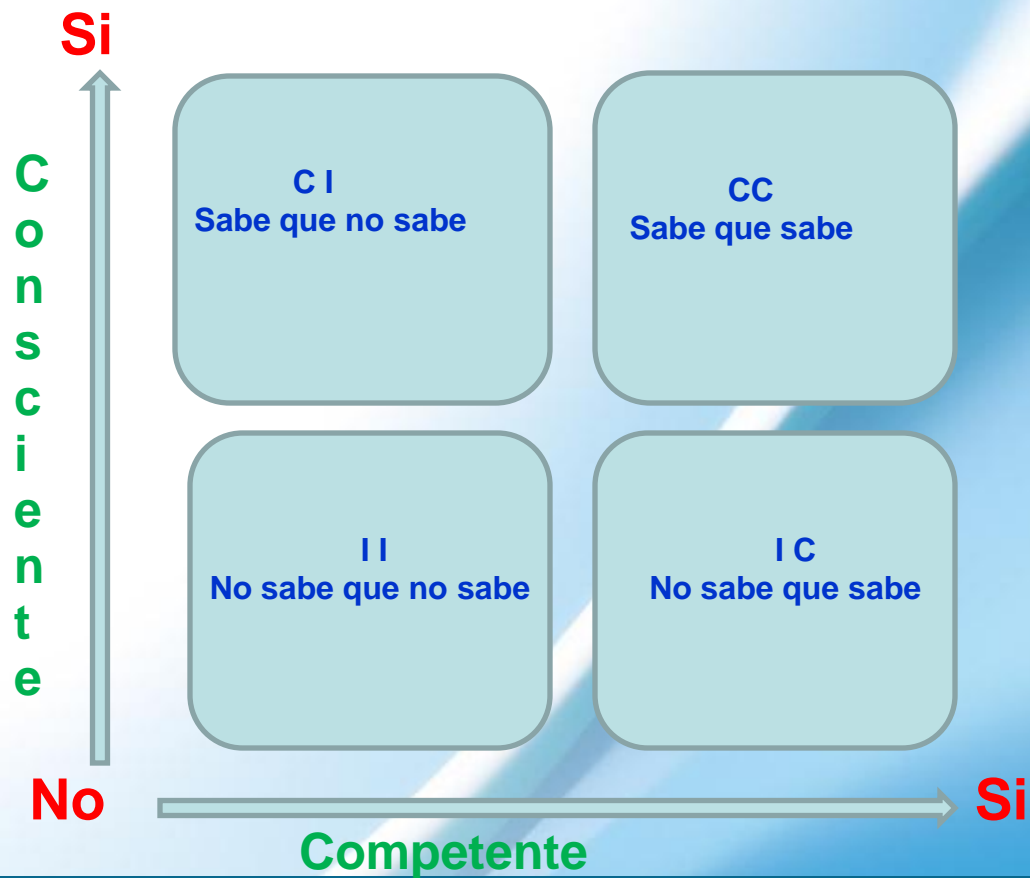 Si
Consciente
C I
Sabe que no sabe
CC
Sabe que sabe
I I
No sabe que no sabe
I C
No sabe que sabe
No
Si
Competente